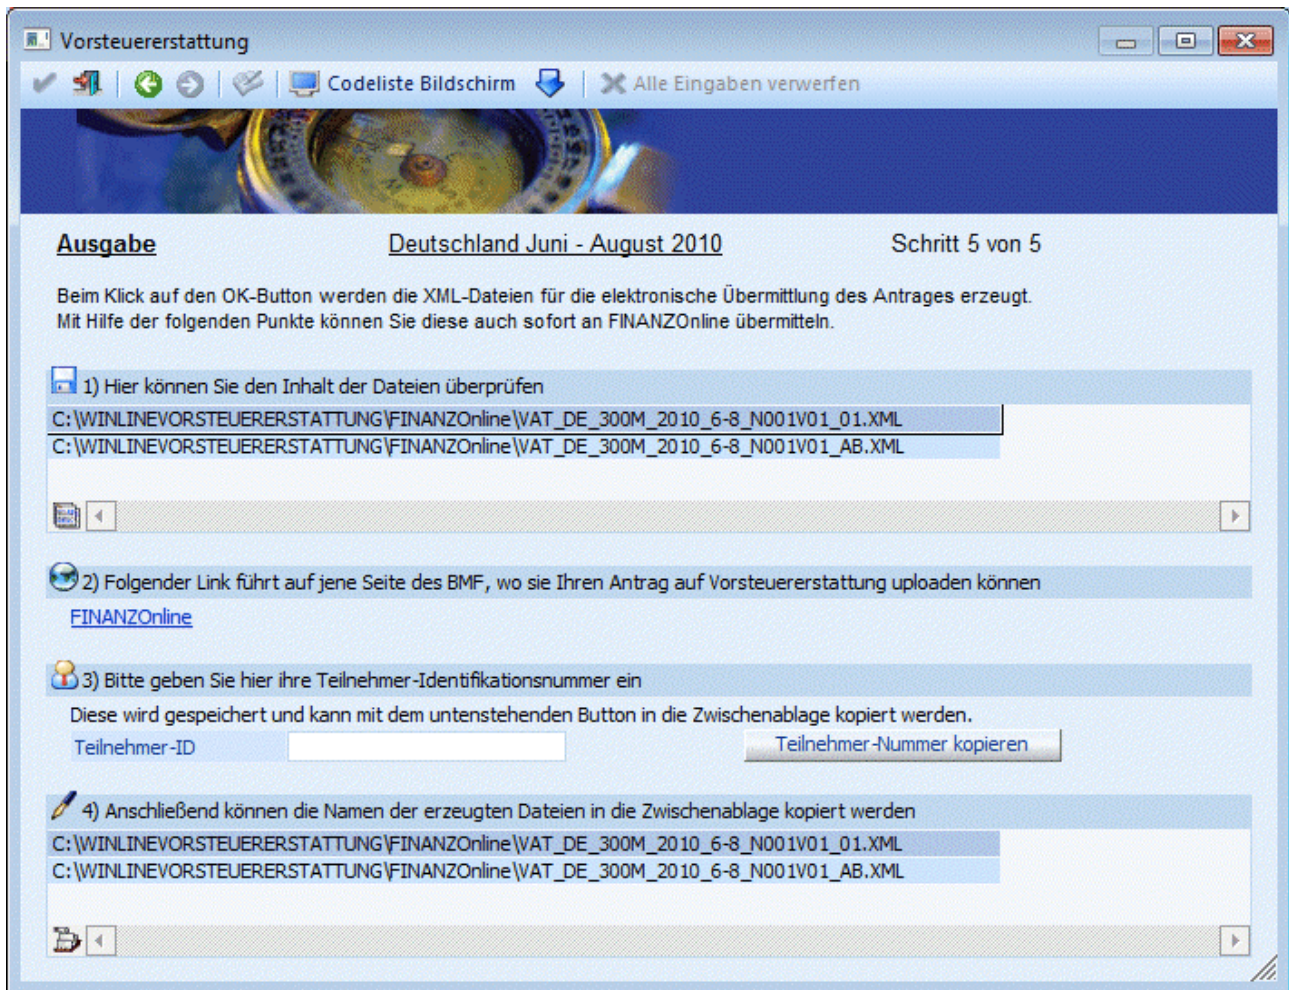 Vorsteuererstattung
Codeliste Bildschirm Alle Eingaben verwerfen
Ausgabe Deutschland Juni - August 2010 Schritt 5 von 5
Beim Klick auf den OK-Button werden die XML-Dateien für die elektronische Übermittlung des Antrages erzeugt.
Mit Hilfe der folgenden Punkte können Sie diese auch sofort an FINANZOnline übermitteln.
1) Hier können Sie den Inhalt der Dateien überprüfen
C:\WINLINEVORSTEUERERSTATTUNG\FINANZOnline\VAT_DE_300M_2010_6-8_N001V01_01.XML
C:\WINLINEVORSTEUERERSTATTUNG\FINANZOnline\VAT_DE_300M_2010_6-8_N001V01_AB.XML
2) Folgender Link führt auf jene Seite des BMF, wo sie Ihren Antrag auf Vorsteuererstattung uploaden können
FINANZOnline
3) Bitte geben Sie hier ihre Teilnehmer-Identifikationsnummer ein
Diese wird gespeichert und kann mit dem untenstehenden Button in die Zwischenablage kopiert werden.
Teilnehmer-ID Teilnehmer-Nummer kopieren
4) Anschließend können die Namen der erzeugten Dateien in die Zwischenablage kopiert werden
C:\WINLINEVORSTEUERERSTATTUNG\FINANZOnline\VAT_DE_300M_2010_6-8_N001V01_01.XML
C:\WINLINEVORSTEUERERSTATTUNG\FINANZOnline\VAT_DE_300M_2010_6-8_N001V01_AB.XML